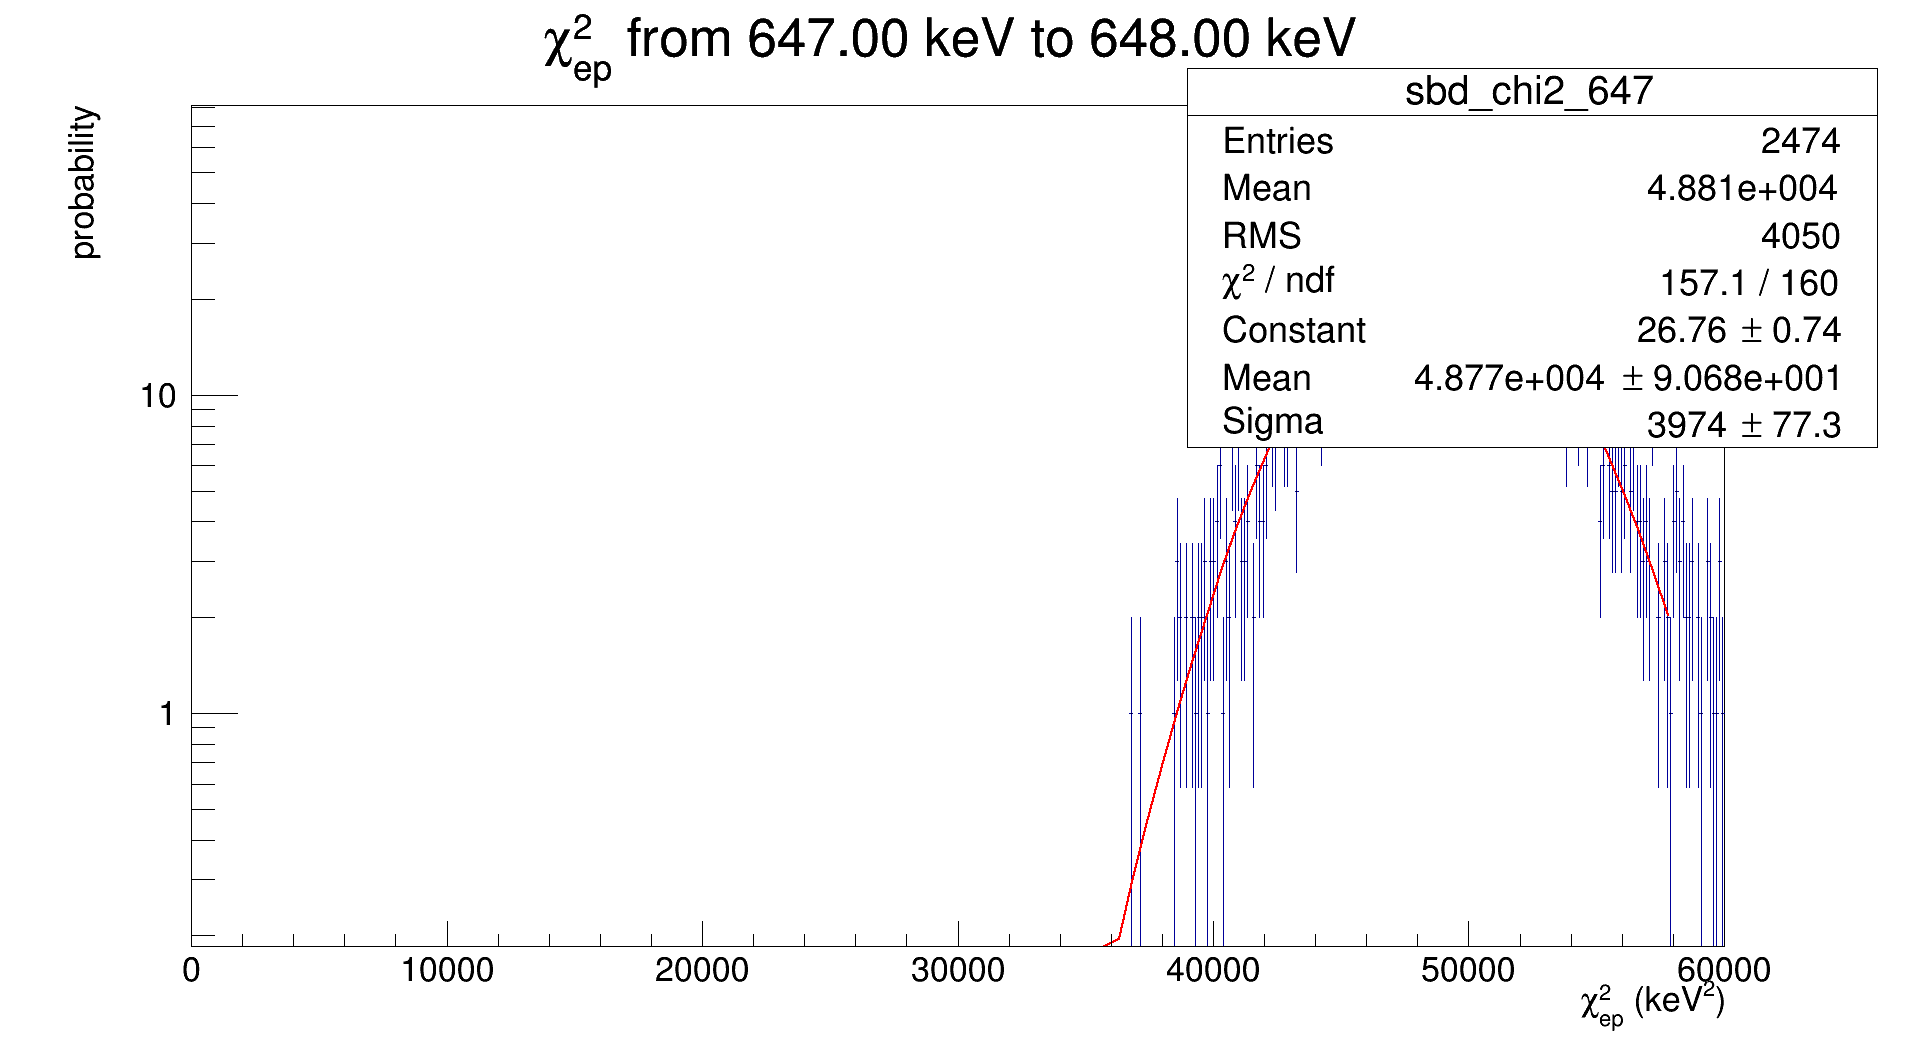 χ²ep from 647.00 keV to 648.00 keV
sbd_chi2_647
Entries 2474
Mean 4.881e+004
RMS 4050
χ² / ndf 157.1 / 160
Constant 26.76 ± 0.74
Mean 4.877e+004 ± 9.068e+001
Sigma 3974 ± 77.3
probability
10
1
0 10000 20000 30000 40000 50000 60000
χ²ep (keV²)